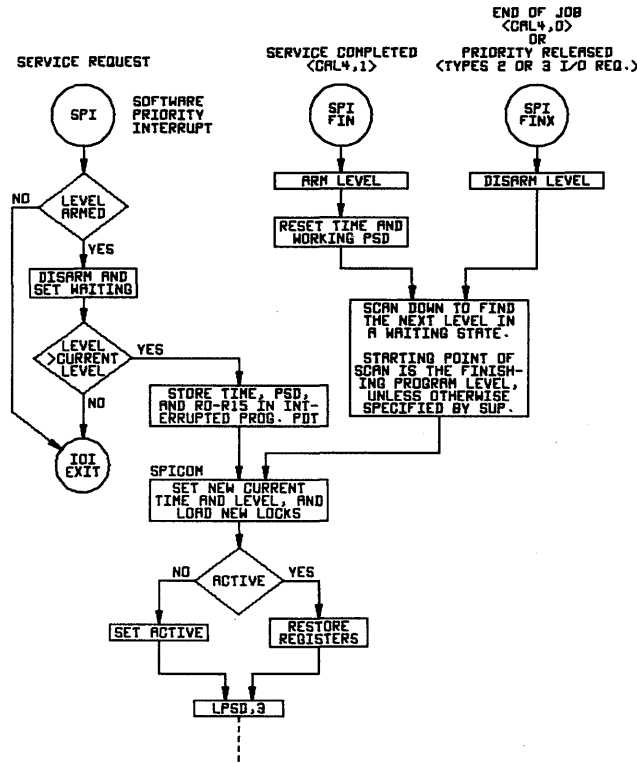 SERVICE REQUEST
SPI
SOFTWARE
PRIORITY
INTERRUPT
NO
LEVEL
ARMED
YES
DISARM AND
SET WAITING
LEVEL
>CURRENT
LEVEL
YES
NO
IOI
EXIT
SERVICE COMPLETED
<CAL4,1>
SPI
FIN
ARM LEVEL
RESET TIME AND
WORKING PSD
END OF JOB
<CAL4,0>
OR
PRIORITY RELEASED
<TYPES 2 OR 3 I/O REQ.>
SPI
FINX
DISARM LEVEL
SCAN DOWN TO FIND
THE NEXT LEVEL IN
A WAITING STATE.
STARTING POINT OF
SCAN IS THE FINISH-
ING PROGRAM LEVEL,
UNLESS OTHERWISE
SPECIFIED BY SUP.
STORE TIME, PSD,
AND R0-R15 IN INT-
ERRUPTED PROG. PDT
SPICOM
SET NEW CURRENT
TIME AND LEVEL, AND
LOAD NEW LOCKS
NO
ACTIVE
YES
SET ACTIVE
RESTORE
REGISTERS
LPSD,3